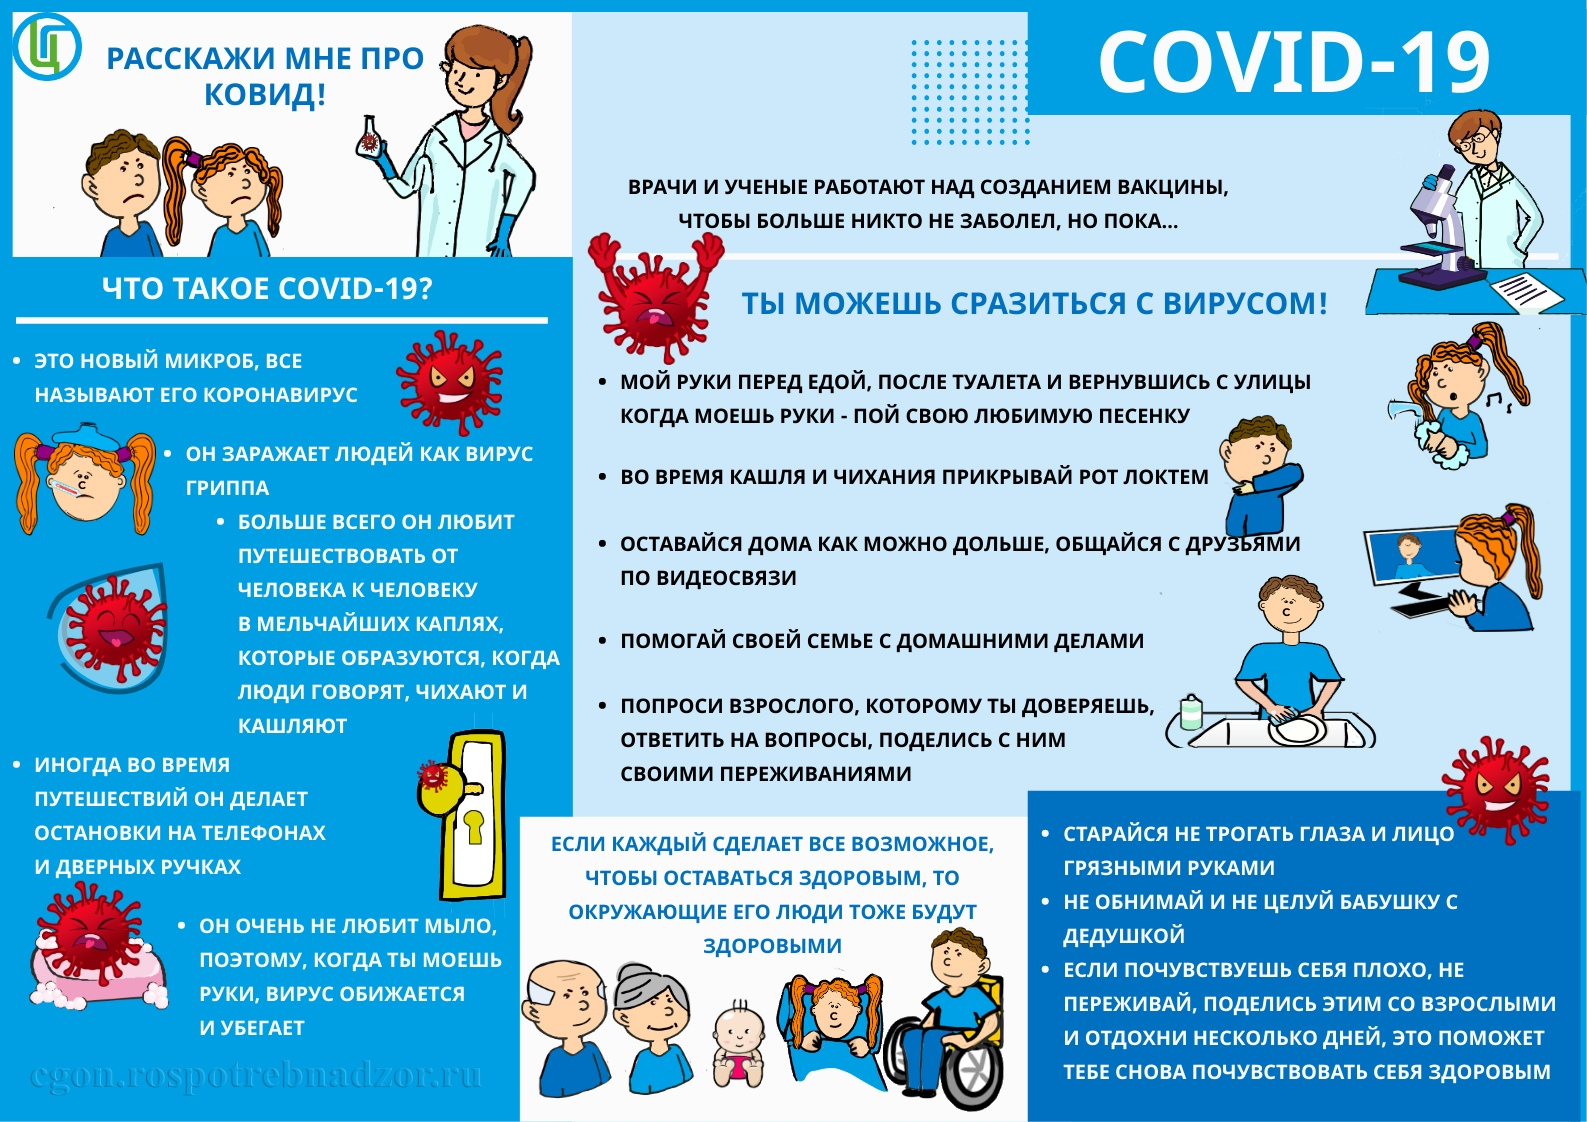 РАССКАЖИ МНЕ ПРО
КОВИД!
ЧТО ТАКОЕ COVID-19?
• ЭТО НОВЫЙ МИКРОБ, ВСЕ
НАЗЫВАЮТ ЕГО КОРОНАВИРУС
• ОН ЗАРАЖАЕТ ЛЮДЕЙ КАК ВИРУС
ГРИППА
• БОЛЬШЕ ВСЕГО ОН ЛЮБИТ
ПУТЕШЕСТВОВАТЬ ОТ
ЧЕЛОВЕКА К ЧЕЛОВЕКУ
В МЕЛЬЧАЙШИХ КАПЛЯХ,
КОТОРЫЕ ОБРАЗУЮТСЯ, КОГДА
ЛЮДИ ГОВОРЯТ, ЧИХАЮТ И
КАШЛЯЮТ
• ИНОГДА ВО ВРЕМЯ
ПУТЕШЕСТВИЙ ОН ДЕЛАЕТ
ОСТАНОВКИ НА ТЕЛЕФОНАХ
И ДВЕРНЫХ РУЧКАХ
• ОН ОЧЕНЬ НЕ ЛЮБИТ МЫЛО,
ПОЭТОМУ, КОГДА ТЫ МОЕШЬ
РУКИ, ВИРУС ОБИЖАЕТСЯ
И УБЕГАЕТ
cgon.rospotrebnadzor.ru
COVID-19
ВРАЧИ И УЧЕНЫЕ РАБОТАЮТ НАД СОЗДАНИЕМ ВАКЦИНЫ,
ЧТОБЫ БОЛЬШЕ НИКТО НЕ ЗАБОЛЕЛ, НО ПОКА...
ТЫ МОЖЕШЬ СРАЗИТЬСЯ С ВИРУСОМ!
• МОЙ РУКИ ПЕРЕД ЕДОЙ, ПОСЛЕ ТУАЛЕТА И ВЕРНУВШИСЬ С УЛИЦЫ
КОГДА МОЕШЬ РУКИ - ПОЙ СВОЮ ЛЮБИМУЮ ПЕСЕНКУ
• ВО ВРЕМЯ КАШЛЯ И ЧИХАНИЯ ПРИКРЫВАЙ РОТ ЛОКТЕМ
• ОСТАВАЙСЯ ДОМА КАК МОЖНО ДОЛЬШЕ, ОБЩАЙСЯ С ДРУЗЬЯМИ
ПО ВИДЕОСВЯЗИ
• ПОМОГАЙ СВОЕЙ СЕМЬЕ С ДОМАШНИМИ ДЕЛАМИ
• ПОПРОСИ ВЗРОСЛОГО, КОТОРОМУ ТЫ ДОВЕРЯЕШЬ,
ОТВЕТИТЬ НА ВОПРОСЫ, ПОДЕЛИСЬ С НИМ
СВОИМИ ПЕРЕЖИВАНИЯМИ
ЕСЛИ КАЖДЫЙ СДЕЛАЕТ ВСЕ ВОЗМОЖНОЕ,
ЧТОБЫ ОСТАВАТЬСЯ ЗДОРОВЫМ, ТО
ОКРУЖАЮЩИЕ ЕГО ЛЮДИ ТОЖЕ БУДУТ
ЗДОРОВЫМИ
• СТАРАЙСЯ НЕ ТРОГАТЬ ГЛАЗА И ЛИЦО
ГРЯЗНЫМИ РУКАМИ
• НЕ ОБНИМАЙ И НЕ ЦЕЛУЙ БАБУШКУ С
ДЕДУШКОЙ
• ЕСЛИ ПОЧУВСТВУЕШЬ СЕБЯ ПЛОХО, НЕ
ПЕРЕЖИВАЙ, ПОДЕЛИСЬ ЭТИМ СО ВЗРОСЛЫМИ
И ОТДОХНИ НЕСКОЛЬКО ДНЕЙ, ЭТО ПОМОЖЕТ
ТЕБЕ СНОВА ПОЧУВСТВОВАТЬ СЕБЯ ЗДОРОВЫМ